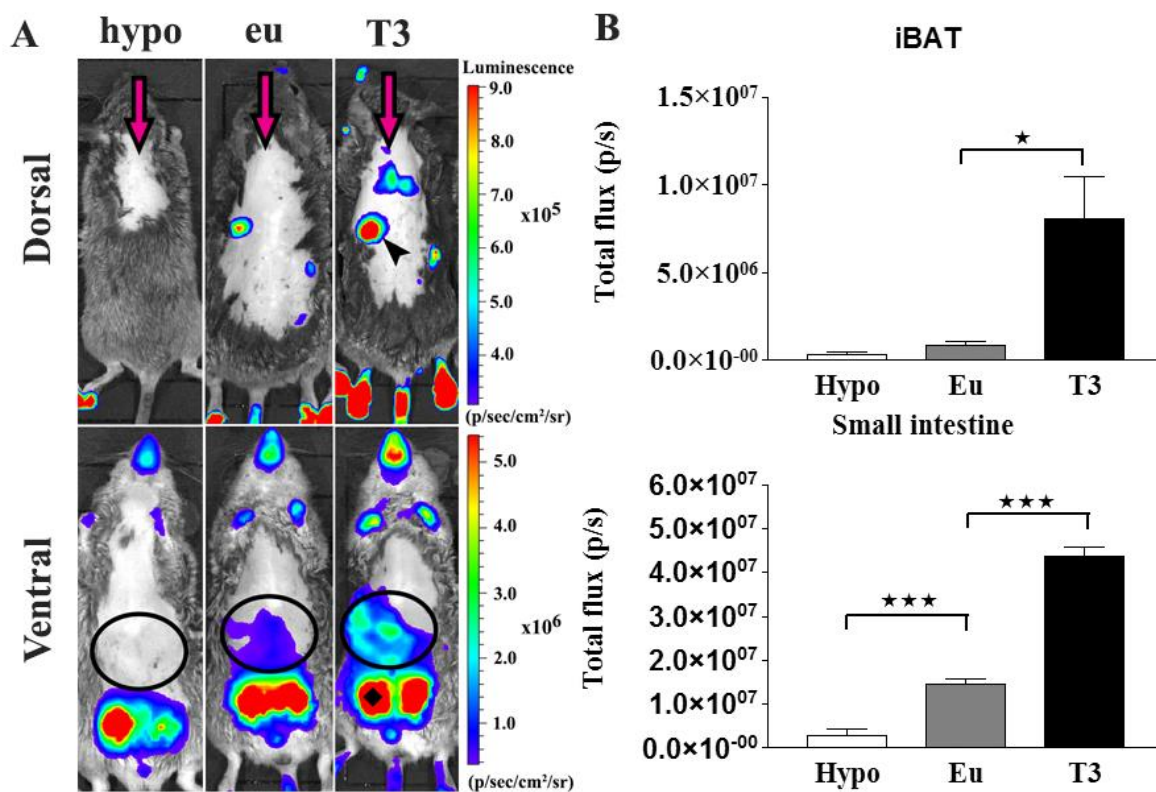 A
hypo
eu
T3
Dorsal
Luminescence
9.0
8.0
7.0
x10⁵
6.0
5.0
4.0
(p/sec/cm²/sr)
Ventral
5.0
4.0
3.0
x10⁶
2.0
1.0
(p/sec/cm²/sr)
B
iBAT
Total flux (p/s)
1.5×10⁰⁷
1.0×10⁰⁷
5.0×10⁰⁶
0.0×10⁻⁰⁰
★
Hypo
Eu
T3
Small intestine
Total flux (p/s)
6.0×10⁰⁷
5.0×10⁰⁷
4.0×10⁰⁷
3.0×10⁰⁷
2.0×10⁰⁷
1.0×10⁰⁷
0.0×10⁻⁰⁰
★★★
★★★
Hypo
Eu
T3